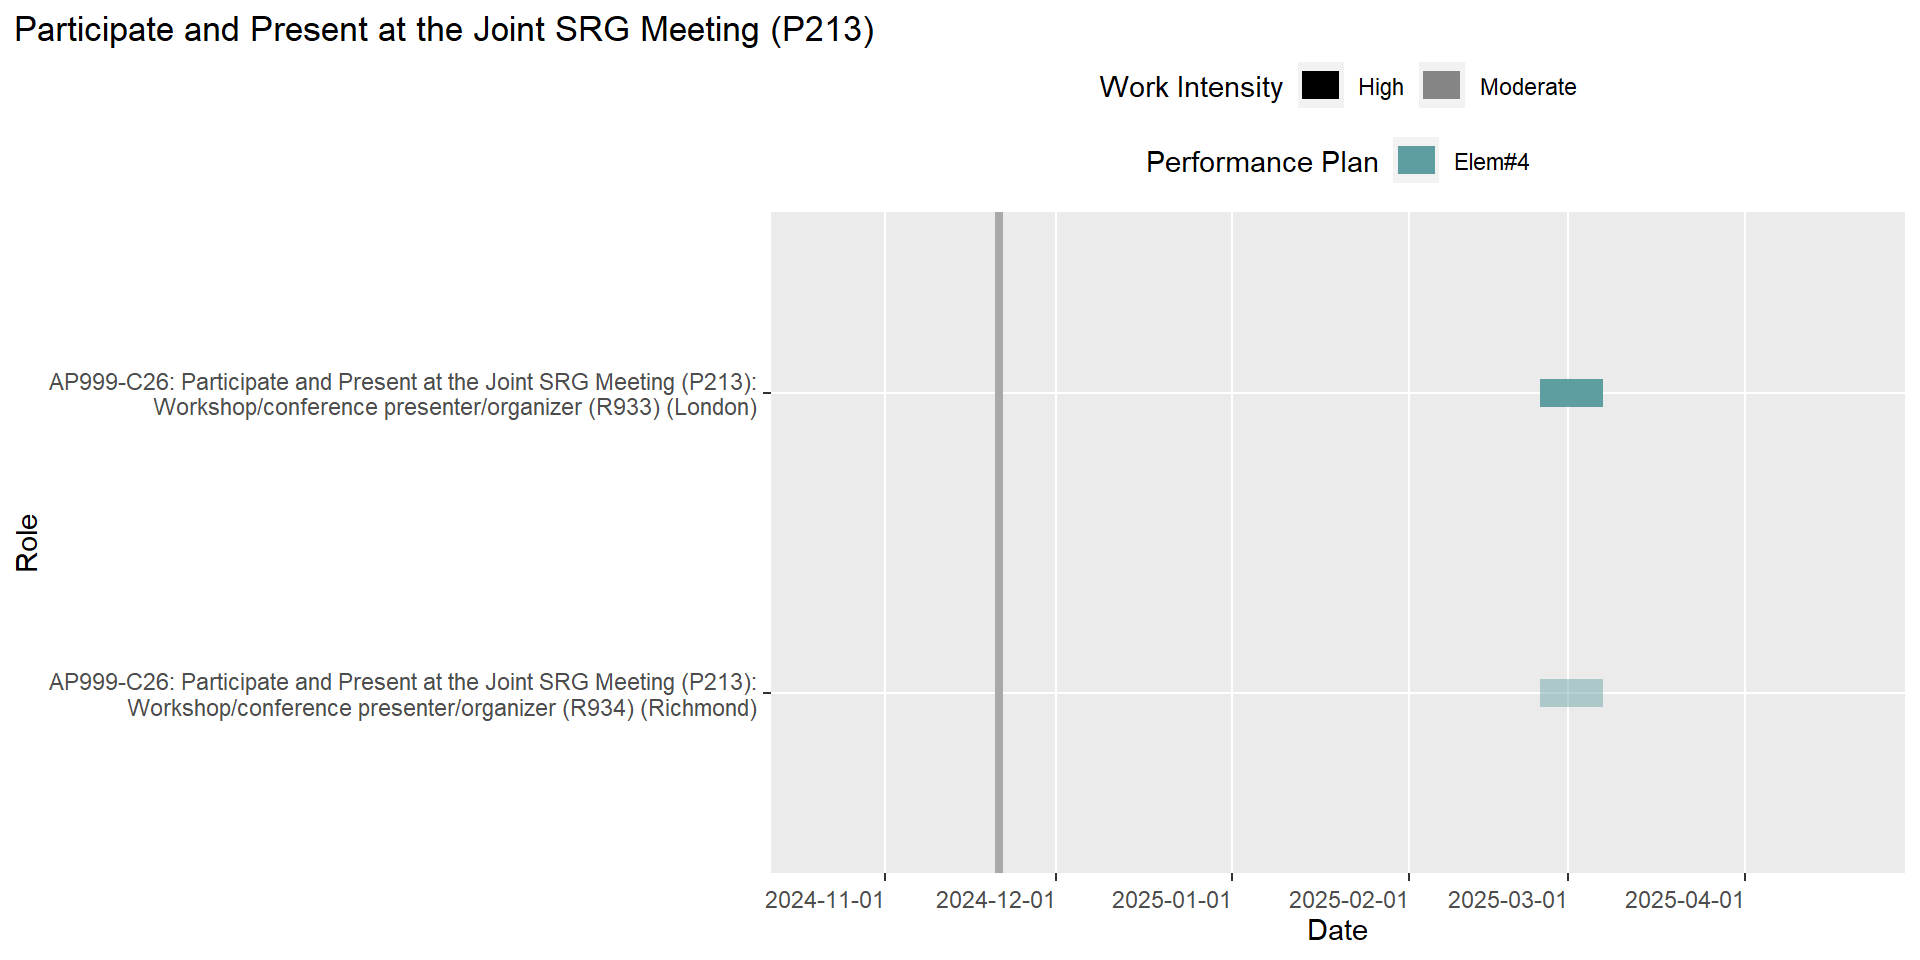 Participate and Present at the Joint SRG Meeting (P213)
Work Intensity High Moderate
Performance Plan Elem#4
AP999-C26: Participate and Present at the Joint SRG Meeting (P213):
Workshop/conference presenter/organizer (R933) (London)
Role
AP999-C26: Participate and Present at the Joint SRG Meeting (P213):
Workshop/conference presenter/organizer (R934) (Richmond)
2024-11-01 2024-12-01 2025-01-01 2025-02-01 2025-03-01 2025-04-01
Date